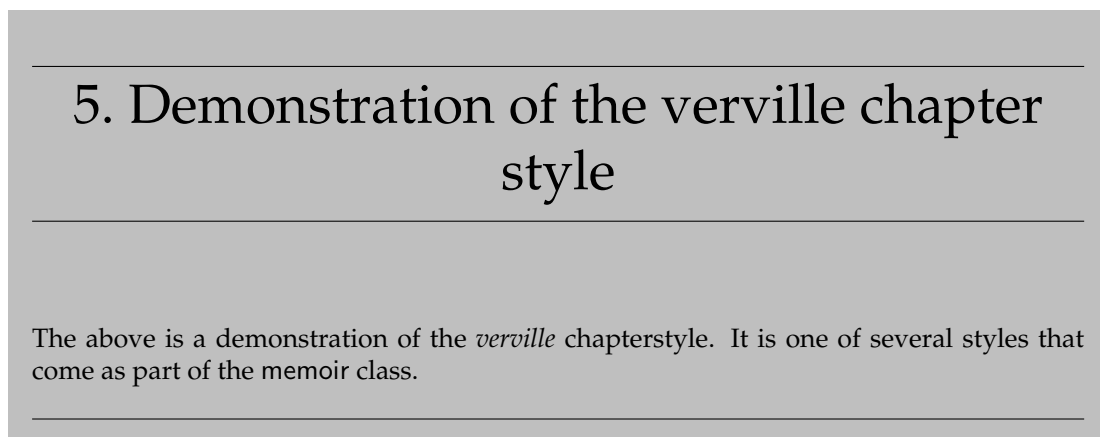 5. Demonstration of the verville chapter
style
The above is a demonstration of the verville chapterstyle. It is one of several styles that
come as part of the memoir class.